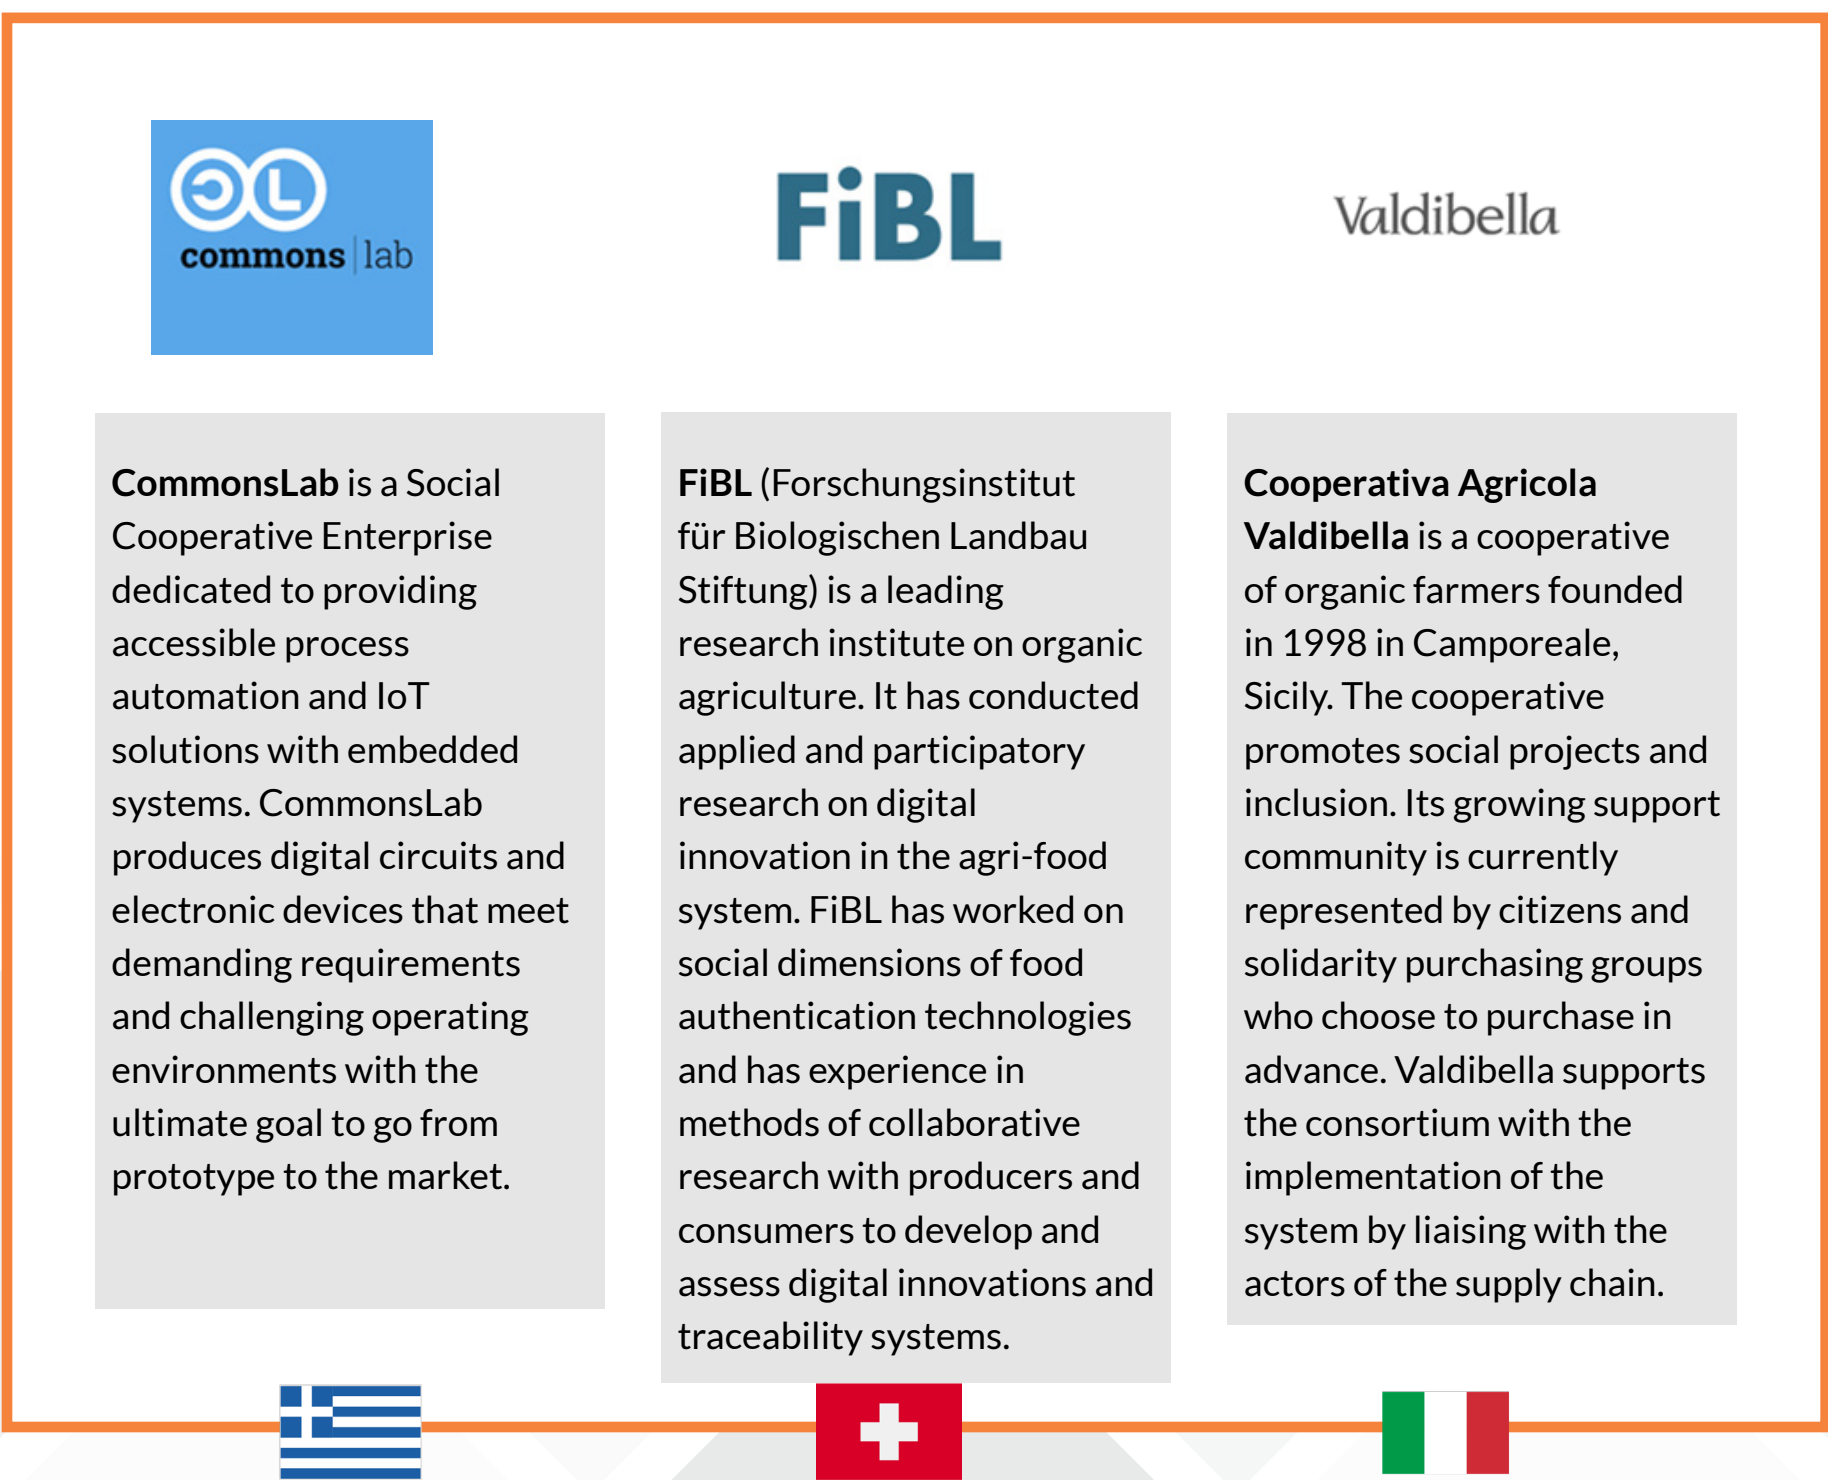 commons lab
FiBL
Valdibella
CommonsLab is a Social
Cooperative Enterprise
dedicated to providing
accessible process
automation and IoT
solutions with embedded
systems. CommonsLab
produces digital circuits and
electronic devices that meet
demanding requirements
and challenging operating
environments with the
ultimate goal to go from
prototype to the market.
FiBL (Forschungsinstitut
für Biologischen Landbau
Stiftung) is a leading
research institute on organic
agriculture. It has conducted
applied and participatory
research on digital
innovation in the agri-food
system. FiBL has worked on
social dimensions of food
authentication technologies
and has experience in
methods of collaborative
research with producers and
consumers to develop and
assess digital innovations and
traceability systems.
Cooperativa Agricola
Valdibella is a cooperative
of organic farmers founded
in 1998 in Camporeale,
Sicily. The cooperative
promotes social projects and
inclusion. Its growing support
community is currently
represented by citizens and
solidarity purchasing groups
who choose to purchase in
advance. Valdibella supports
the consortium with the
implementation of the
system by liaising with the
actors of the supply chain.